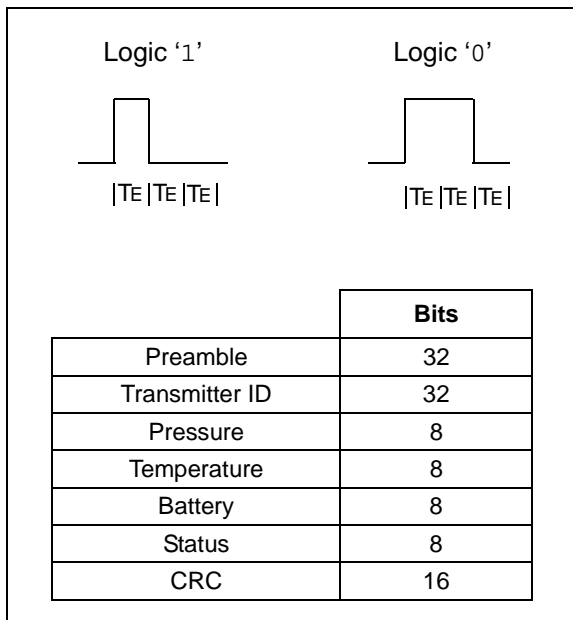 Logic ‘1’ Logic ‘0’
|TE|TE|TE| |TE|TE|TE|
Bits
Preamble 32
Transmitter ID 32
Pressure 8
Temperature 8
Battery 8
Status 8
CRC 16